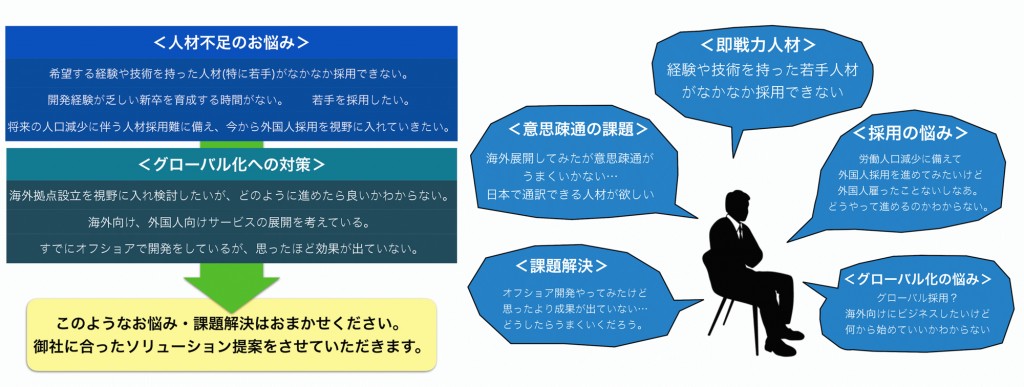 ＜人材不足のお悩み＞
希望する経験や技術を持った人材(特に若手)がなかなか採用できない。
開発経験が乏しい新卒を育成する時間がない。　　若手を採用したい。
将来の人口減少に伴う人材採用難に備え、今から外国人採用を視野に入れていきたい。
＜グローバル化への対策＞
海外拠点設立を視野に入れ検討したいが、どのように進めたら良いかわからない。
海外向け、外国人向けサービスの展開を考えている。
すでにオフショアで開発をしているが、思ったほど効果が出ていない。
このようなお悩み・課題解決はおまかせください。
御社に合ったソリューション提案をさせていただきます。
＜即戦力人材＞
経験や技術を持った若手人材
がなかなか採用できない
＜意思疎通の課題＞
海外展開してみたが意思疎通が
うまくいかない…
日本で通訳できる人材が欲しい
＜採用の悩み＞
労働人口減少に備えて
外国人採用を進めてみたいけど
外国人雇ったことないしなあ。
どうやって進めるのかわからない。
＜課題解決＞
オフショア開発やってみたけど
思ったより成果が出ていない…
どうしたらうまくいくだろう。
＜グローバル化の悩み＞
グローバル採用？
海外向けにビジネスしたいけど
何から始めていいかわからない